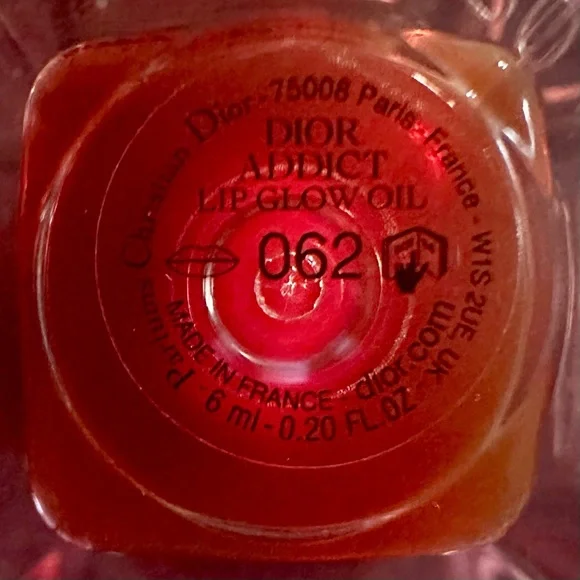 Parfums Christian Dior - 75008 Paris - France - W1S 2UE, UK
DIOR
ADDICT
LIP GLOW OIL
062
MADE IN FRANCE - dior.com
6 ml - 0.20 FL.OZ